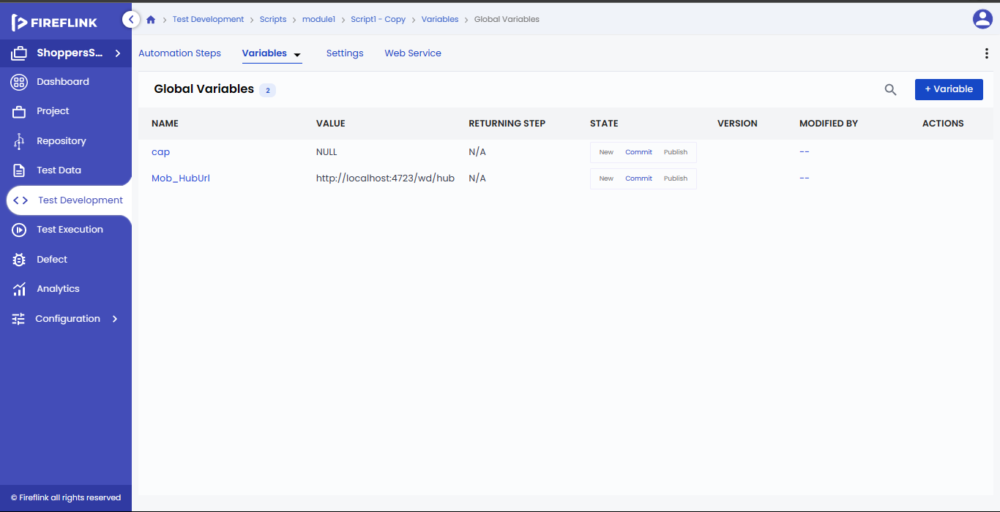 FIREFLINK
Test Development > Scripts > module1 > Script1 - Copy > Variables > Global Variables
ShoppersS...
Automation Steps Variables Settings Web Service
Dashboard
Project
Repository
Test Data
Test Development
Test Execution
Defect
Analytics
Configuration
© Fireflink all rights reserved
Global Variables 2
+ Variable
NAME VALUE RETURNING STEP STATE VERSION MODIFIED BY ACTIONS
cap NULL N/A New Commit Publish --
Mob_HubUrl http://localhost:4723/wd/hub N/A New Commit Publish --